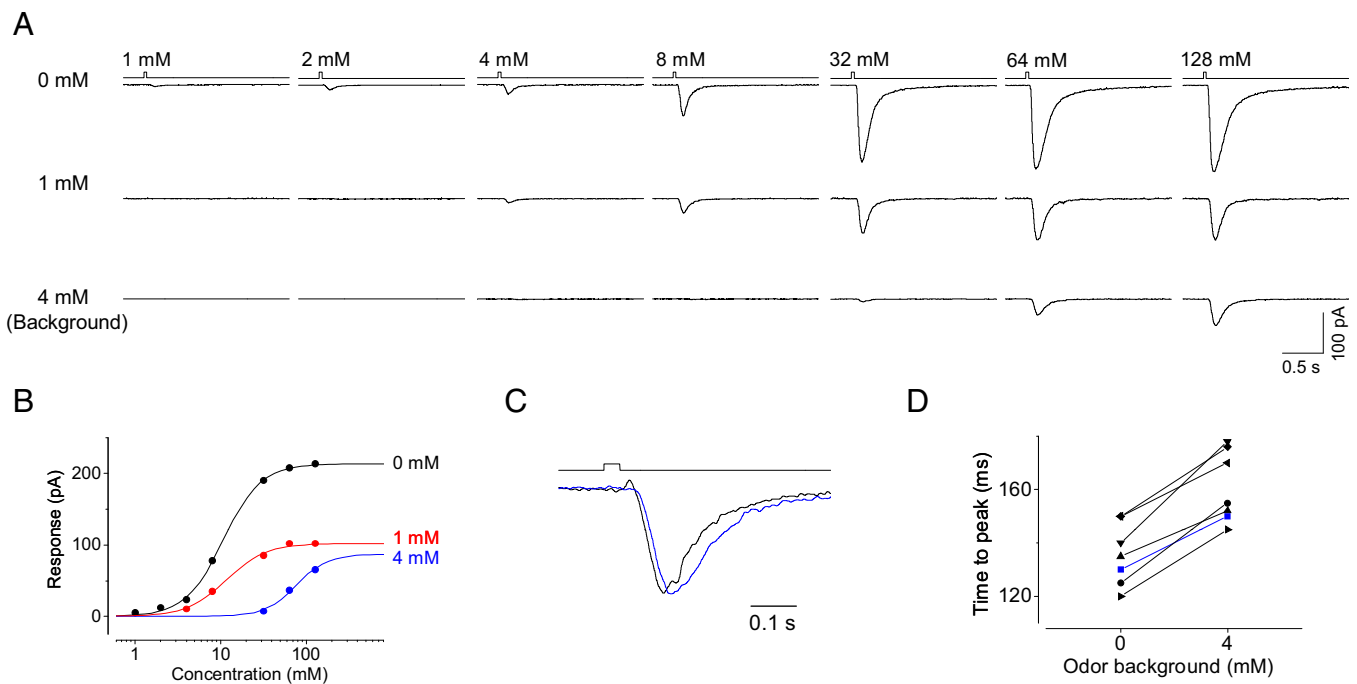 A
1 mM 2 mM 4 mM 8 mM 32 mM 64 mM 128 mM
0 mM
1 mM
4 mM
(Background)
100 pA
0.5 s
B
Response (pA)
200
100
0
0 mM
1 mM
4 mM
1 10 100
Concentration (mM)
C
0.1 s
D
Time to peak (ms)
160
120
0 4
Odor background (mM)